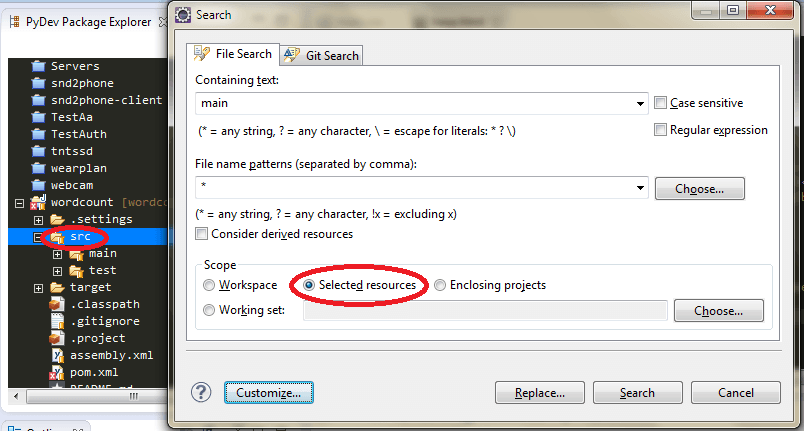 PyDev Package Explorer
Servers
snd2phone
snd2phone-client
TestAa
TestAuth
tntssd
wearplan
webcam
wordcount [wordco
.settings
src
main
test
target
.classpath
.gitignore
.project
assembly.xml
pom.xml
README.md
Search
File Search
Git Search
Containing text:
main
Case sensitive
(* = any string, ? = any character, \ = escape for literals: * ? \)
Regular expression
File name patterns (separated by comma):
*
Choose...
(* = any string, ? = any character, !x = excluding x)
Consider derived resources
Scope
Workspace
Selected resources
Enclosing projects
Working set:
Choose...
?
Customize...
Replace...
Search
Cancel